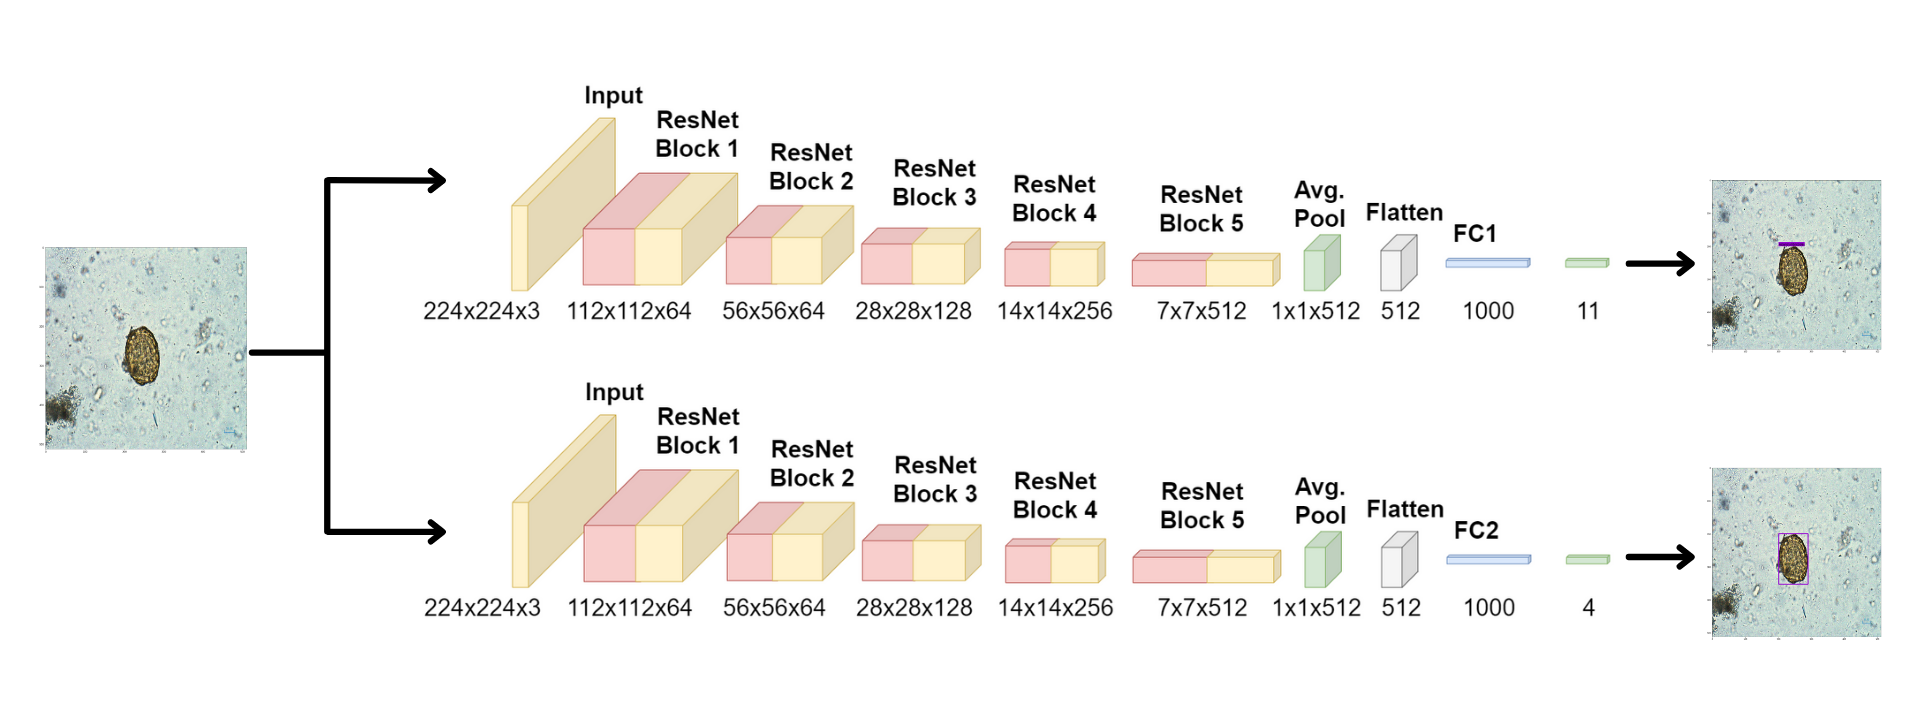 Input
ResNet
Block 1
ResNet
Block 2
ResNet
Block 3
ResNet
Block 4
ResNet
Block 5
Avg.
Pool
Flatten
FC1
224x224x3
112x112x64
56x56x64
28x28x128
14x14x256
7x7x512
1x1x512
512
1000
11
Input
ResNet
Block 1
ResNet
Block 2
ResNet
Block 3
ResNet
Block 4
ResNet
Block 5
Avg.
Pool
Flatten
FC2
224x224x3
112x112x64
56x56x64
28x28x128
14x14x256
7x7x512
1x1x512
512
1000
4